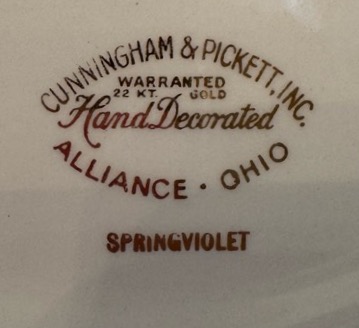 CUNNINGHAM & PICKETT, INC.
WARRANTED
22 KT. GOLD
Hand Decorated
ALLIANCE · OHIO
SPRINGVIOLET